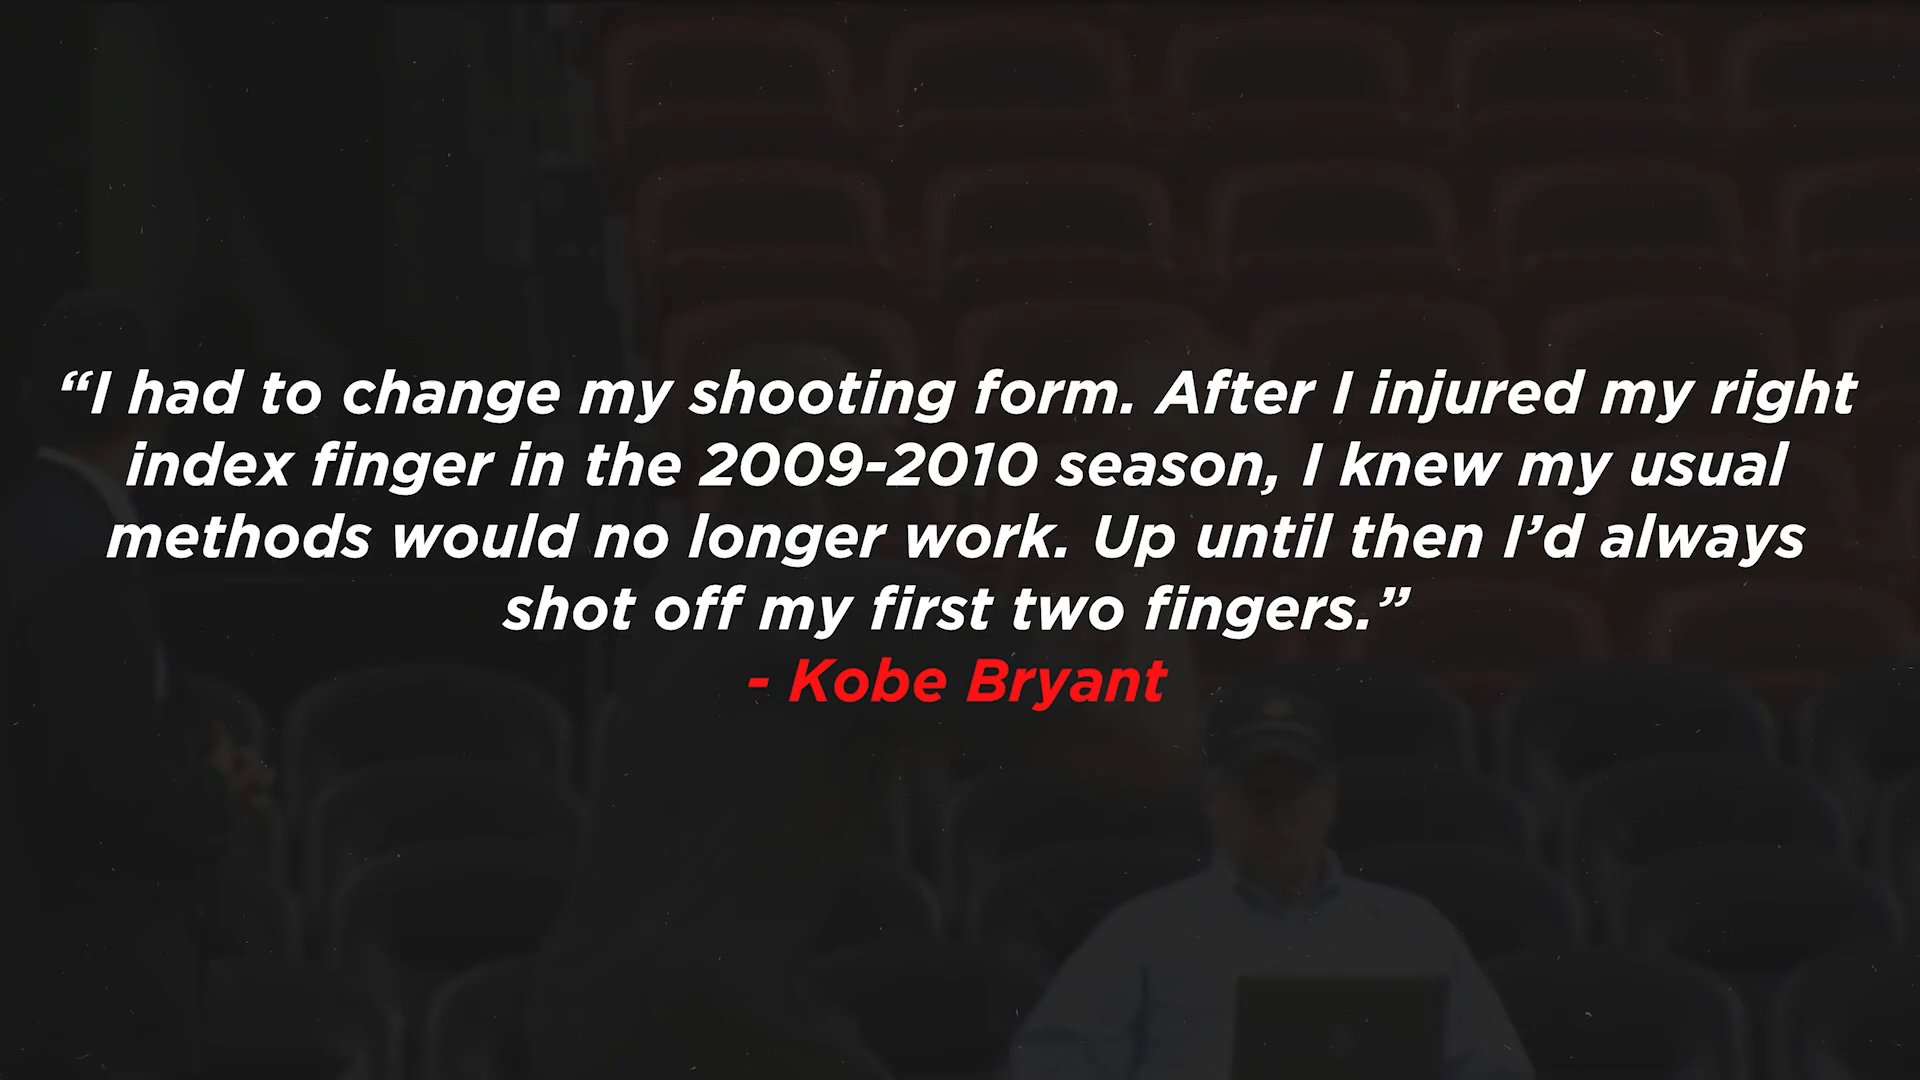 “I had to change my shooting form. After I injured my right
index finger in the 2009-2010 season, I knew my usual
methods would no longer work. Up until then I’d always
shot off my first two fingers.”
- Kobe Bryant